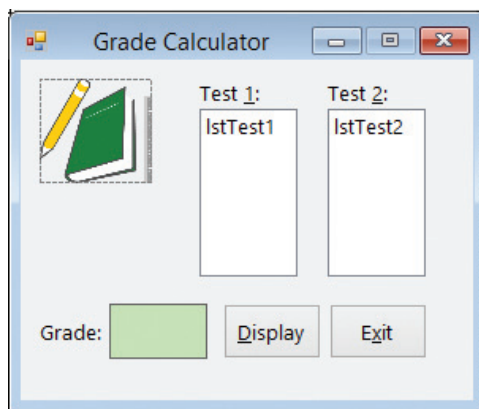 Grade Calculator
Test 1: Test 2:
lstTest1 lstTest2
Grade: Display Exit